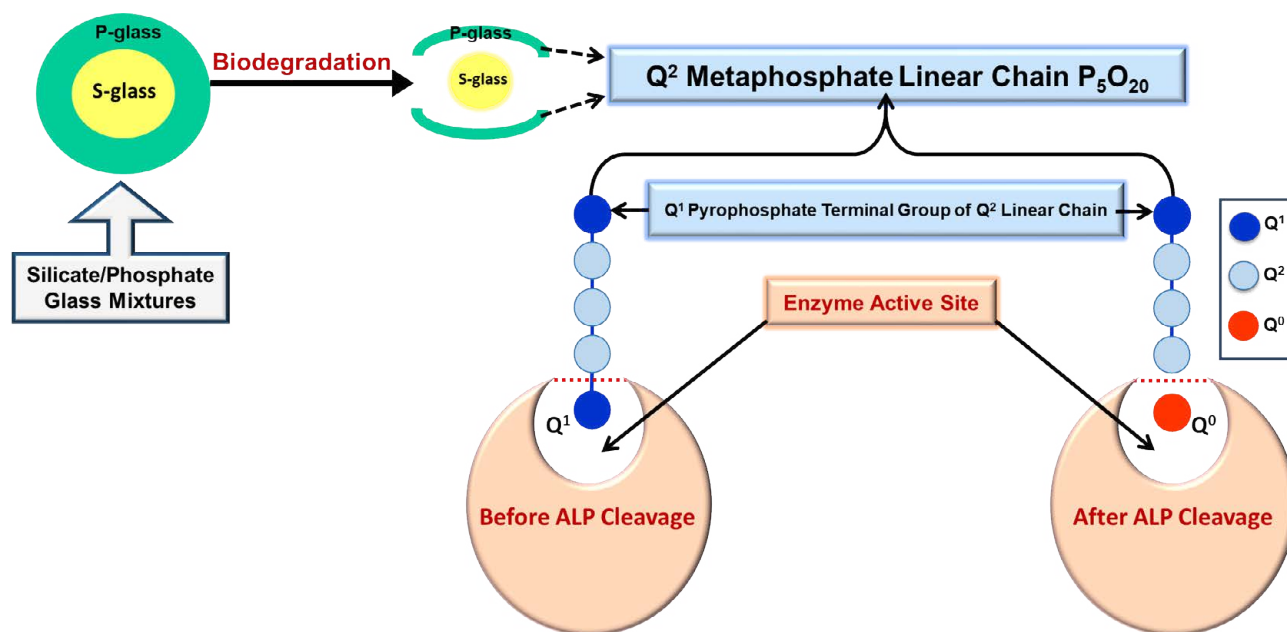 P-glass
S-glass
Biodegradation
P-glass
S-glass
Q² Metaphosphate Linear Chain P₅O₂₀
Silicate/Phosphate
Glass Mixtures
Q¹ Pyrophosphate Terminal Group of Q² Linear Chain
Q¹
Q²
Q⁰
Enzyme Active Site
Q¹
Q⁰
Before ALP Cleavage
After ALP Cleavage